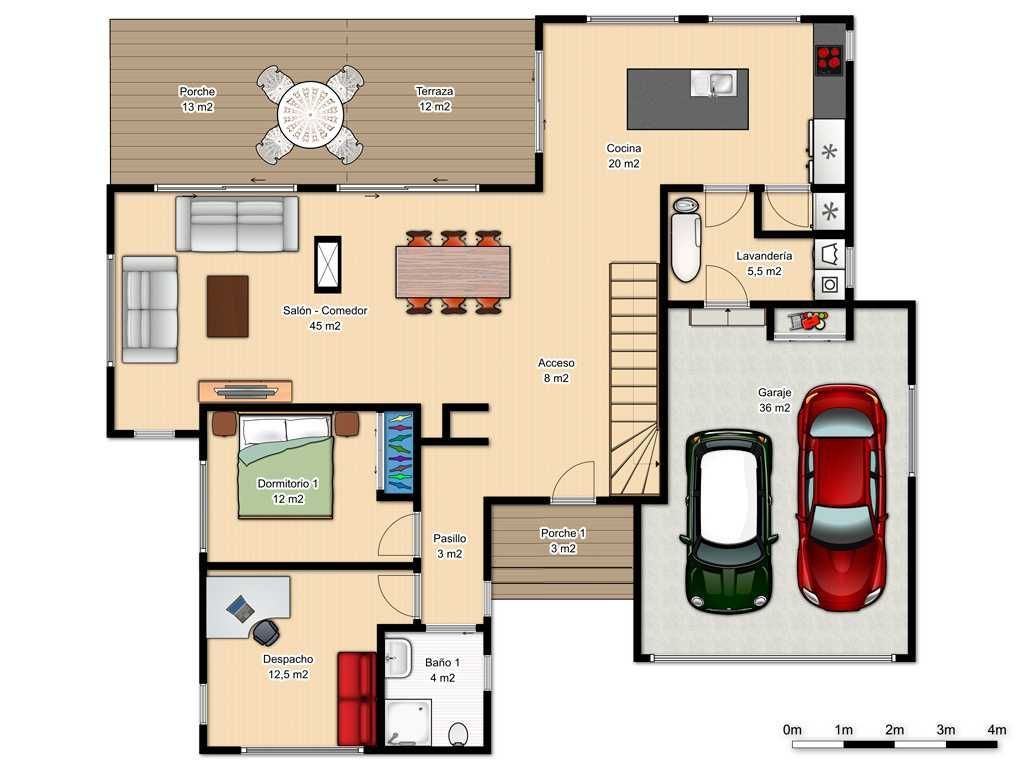 Porche
13 m2
Terraza
12 m2
Cocina
20 m2
Lavandería
5,5 m2
Salón - Comedor
45 m2
Acceso
8 m2
Garaje
36 m2
Dormitorio 1
12 m2
Pasillo
3 m2
Porche 1
3 m2
Despacho
12,5 m2
Baño 1
4 m2
0m 1m 2m 3m 4m